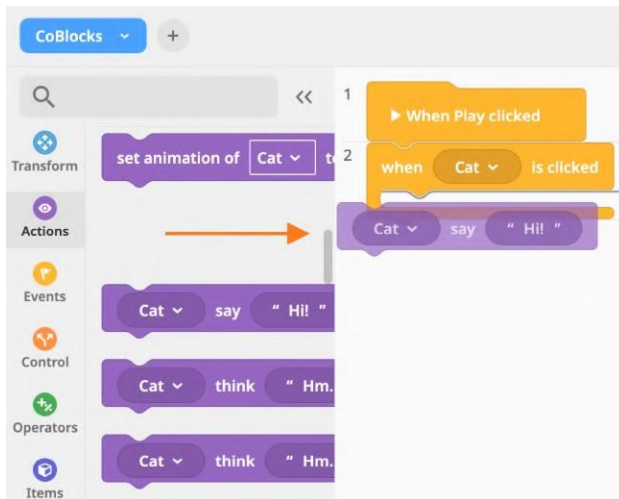 CoBlocks
+
1
When Play clicked
Transform
set animation of Cat
2
when Cat is clicked
Actions
Cat say " Hi! "
Events
Cat say " Hi! "
Control
Cat think " Hm.
Operators
Cat think " Hm.
Items